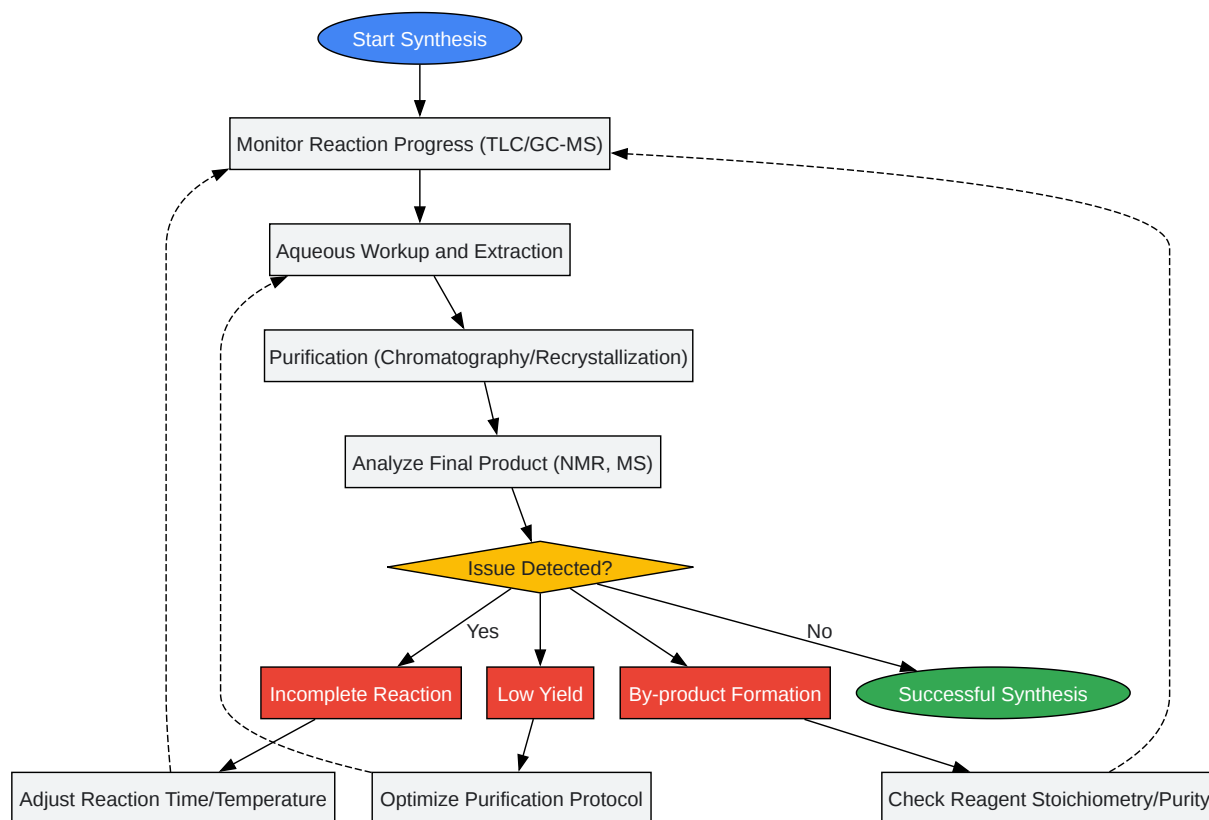 Start Synthesis
Monitor Reaction Progress (TLC/GC-MS)
Aqueous Workup and Extraction
Purification (Chromatography/Recrystallization)
Analyze Final Product (NMR, MS)
Issue Detected?
Yes
No
Incomplete Reaction
Low Yield
By-product Formation
Successful Synthesis
Adjust Reaction Time/Temperature
Optimize Purification Protocol
Check Reagent Stoichiometry/Purity